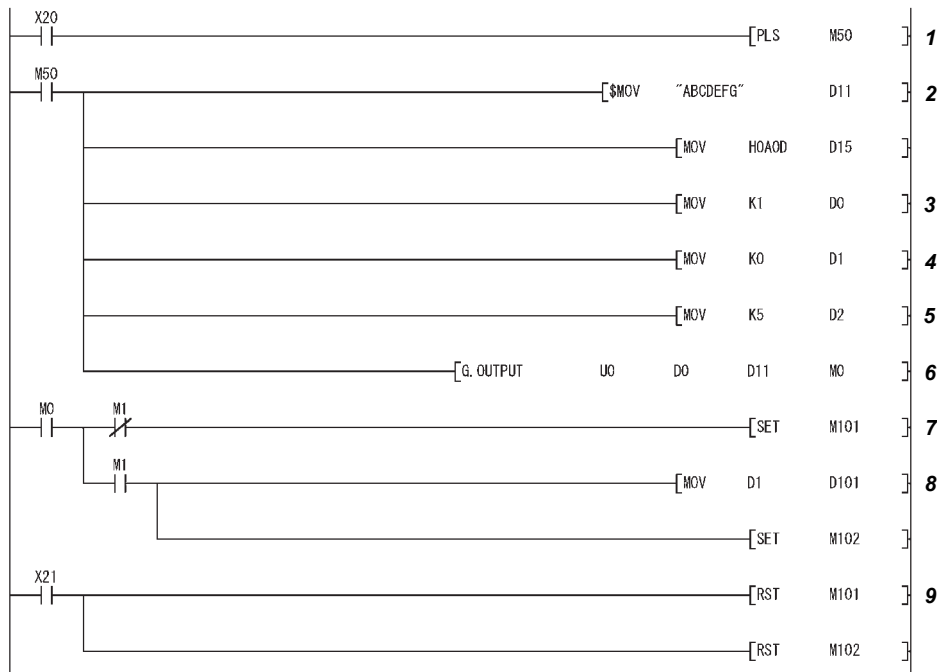 X20
[PLS M50 ] 1
M50
[$MOV "ABCDEFG" D11 ] 2
[MOV H0A0D D15 ]
[MOV K1 D0 ] 3
[MOV K0 D1 ] 4
[MOV K5 D2 ] 5
[G.OUTPUT U0 D0 D11 M0 ] 6
M0 M1
[SET M101 ] 7
M1
[MOV D1 D101 ] 8
[SET M102 ]
X21
[RST M101 ] 9
[RST M102 ]